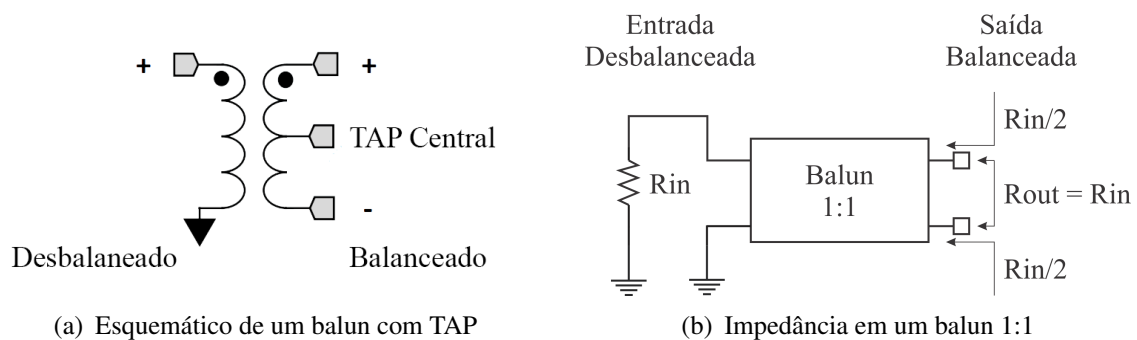 +
+
TAP Central
-
Desbalaneado
Balanceado
(a) Esquemático de um balun com TAP
Entrada
Desbalanceada
Saída
Balanceada
Rin
Balun
1:1
Rin/2
Rout = Rin
Rin/2
(b) Impedância em um balun 1:1